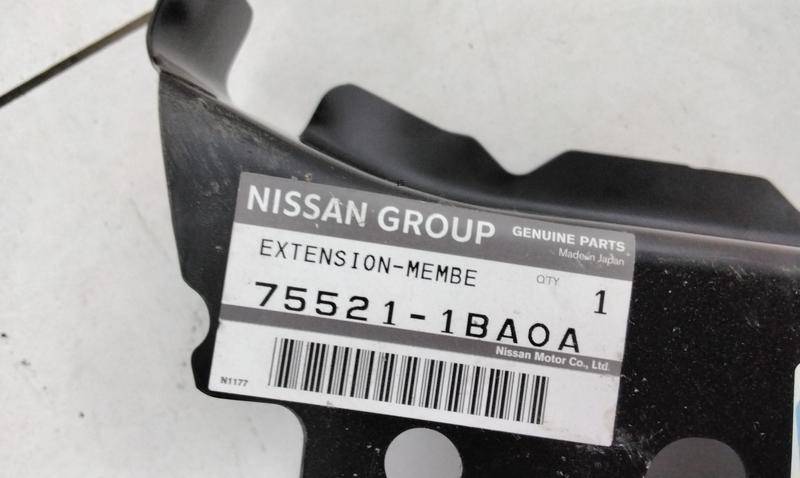 NISSAN GROUP GENUINE PARTS
Made in Japan
EXTENSION-MEMBE QTY 1
75521-1BA0A
Nissan Motor Co., Ltd.
N1177